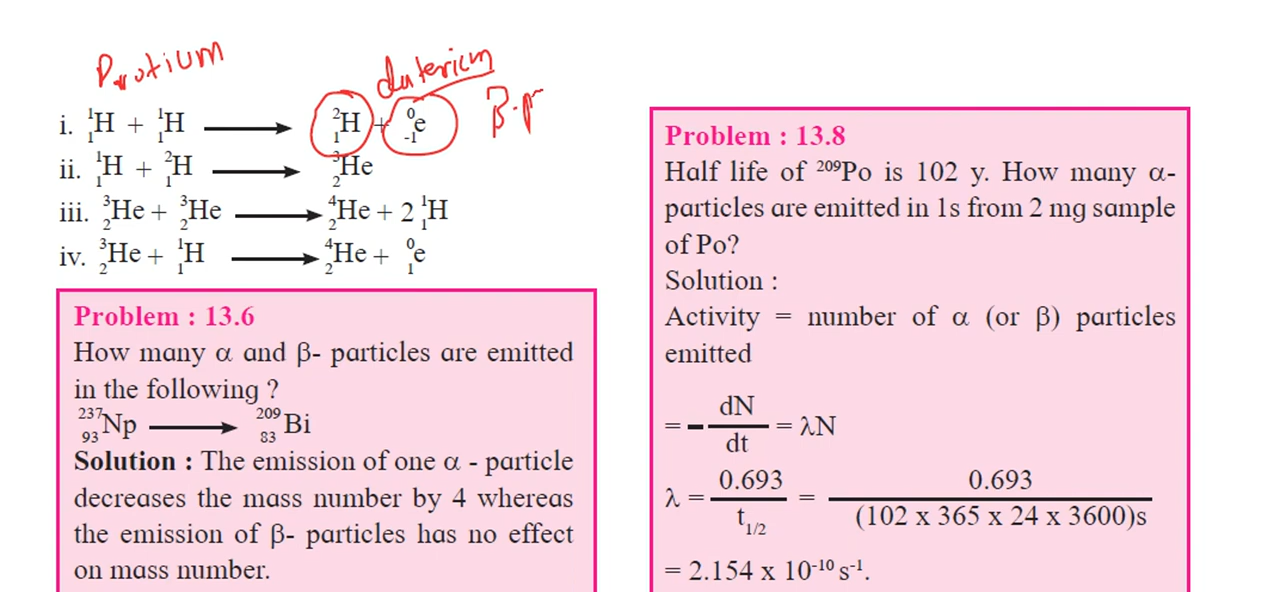 Protium
duterium
β-P
i. ¹₁H + ¹₁H ⟶ ²₁H + ⁰₋₁e
ii. ¹₁H + ²₁H ⟶ ³₂He
iii. ³₂He + ³₂He ⟶ ⁴₂He + 2 ¹₁H
iv. ³₂He + ¹₁H ⟶ ⁴₂He + ⁰₁e
Problem : 13.6
How many α and β- particles are emitted
in the following ?
²³⁷₉₃Np ⟶ ²⁰⁹₈₃Bi
Solution : The emission of one α - particle
decreases the mass number by 4 whereas
the emission of β- particles has no effect
on mass number.
Problem : 13.8
Half life of ²⁰⁹Po is 102 y. How many α-
particles are emitted in 1s from 2 mg sample
of Po?
Solution :
Activity = number of α (or β) particles
emitted
= - dN/dt = λN
λ = 0.693/t₁/₂ = 0.693/(102 x 365 x 24 x 3600)s
= 2.154 x 10⁻¹⁰ s⁻¹.